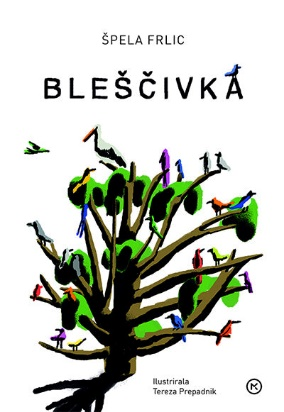 ŠPELA FRLIC
BLEŠČIVKA
Ilustrirala
Tereza Prepadnik